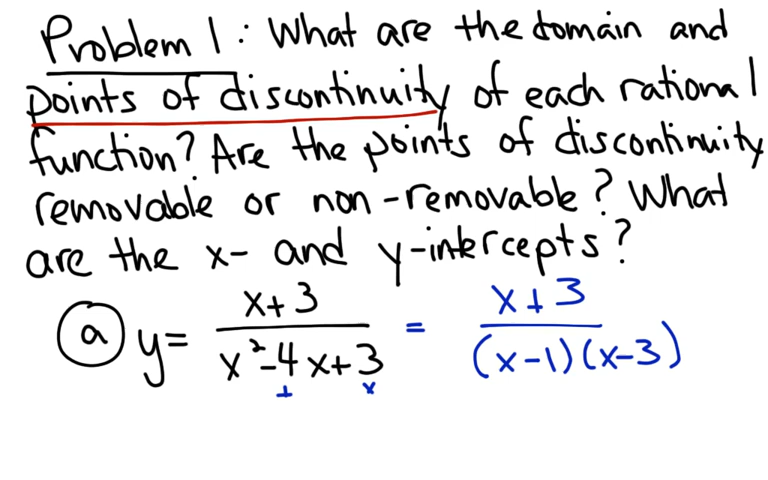 Problem 1: What are the domain and
points of discontinuity of each rational
function? Are the points of discontinuity
removable or non-removable? What
are the x- and y-intercepts?
(a) y = (x+3)/(x²-4x+3) = (x+3)/((x-1)(x-3))
+ x